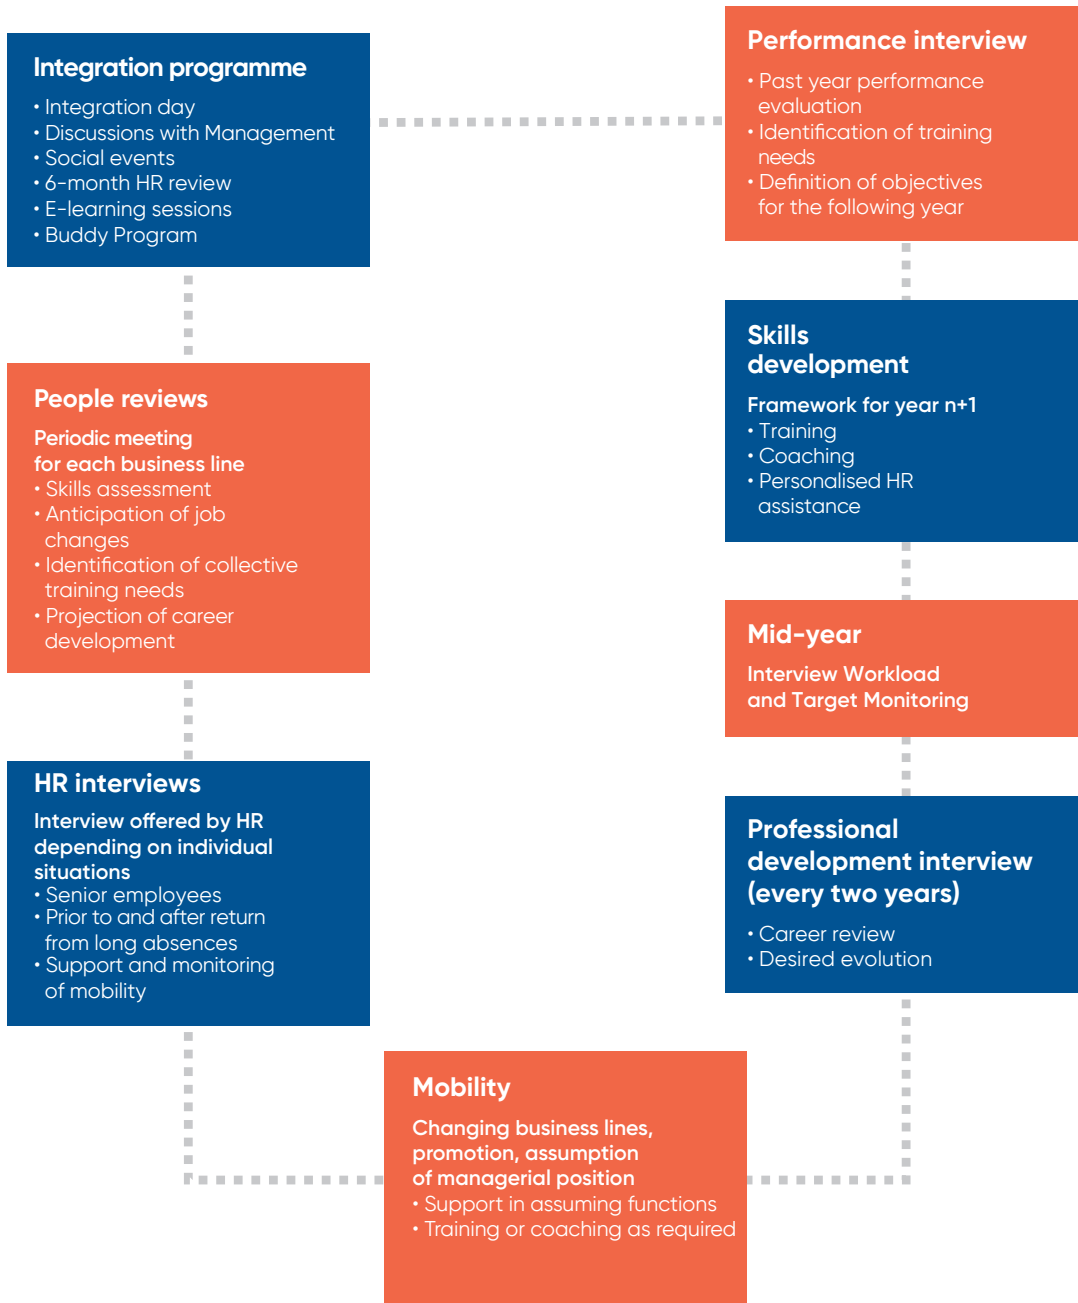 Integration programme
• Integration day
• Discussions with Management
• Social events
• 6-month HR review
• E-learning sessions
• Buddy Program
Performance interview
• Past year performance
evaluation
• Identification of training
needs
• Definition of objectives
for the following year
Skills
development
Framework for year n+1
• Training
• Coaching
• Personalised HR
assistance
Mid-year
Interview Workload
and Target Monitoring
Professional
development interview
(every two years)
• Career review
• Desired evolution
Mobility
Changing business lines,
promotion, assumption
of managerial position
• Support in assuming functions
• Training or coaching as required
HR interviews
Interview offered by HR
depending on individual
situations
• Senior employees
• Prior to and after return
from long absences
• Support and monitoring
of mobility
People reviews
Periodic meeting
for each business line
• Skills assessment
• Anticipation of job
changes
• Identification of collective
training needs
• Projection of career
development